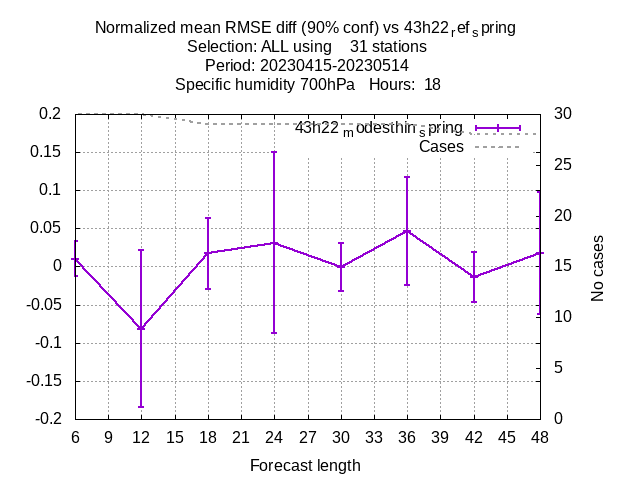 Normalized mean RMSE diff (90% conf) vs 43h22refspring
Selection: ALL using 31 stations
Period: 20230415-20230514
Specific humidity 700hPa Hours: 18
43h22modesthinspring
Cases
0.2
0.15
0.1
0.05
0
-0.05
-0.1
-0.15
-0.2
30
25
20
15
10
5
0
No cases
6 9 12 15 18 21 24 27 30 33 36 39 42 45 48
Forecast length